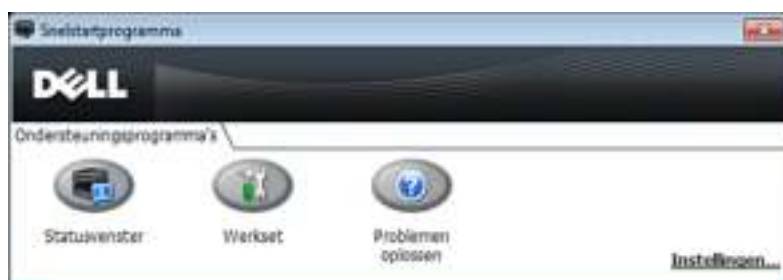 Snelstartprogramma
DELL
Ondersteuningsprogramma's
Statusvenster
Werkset
Problemen
oplossen
Instellingen...